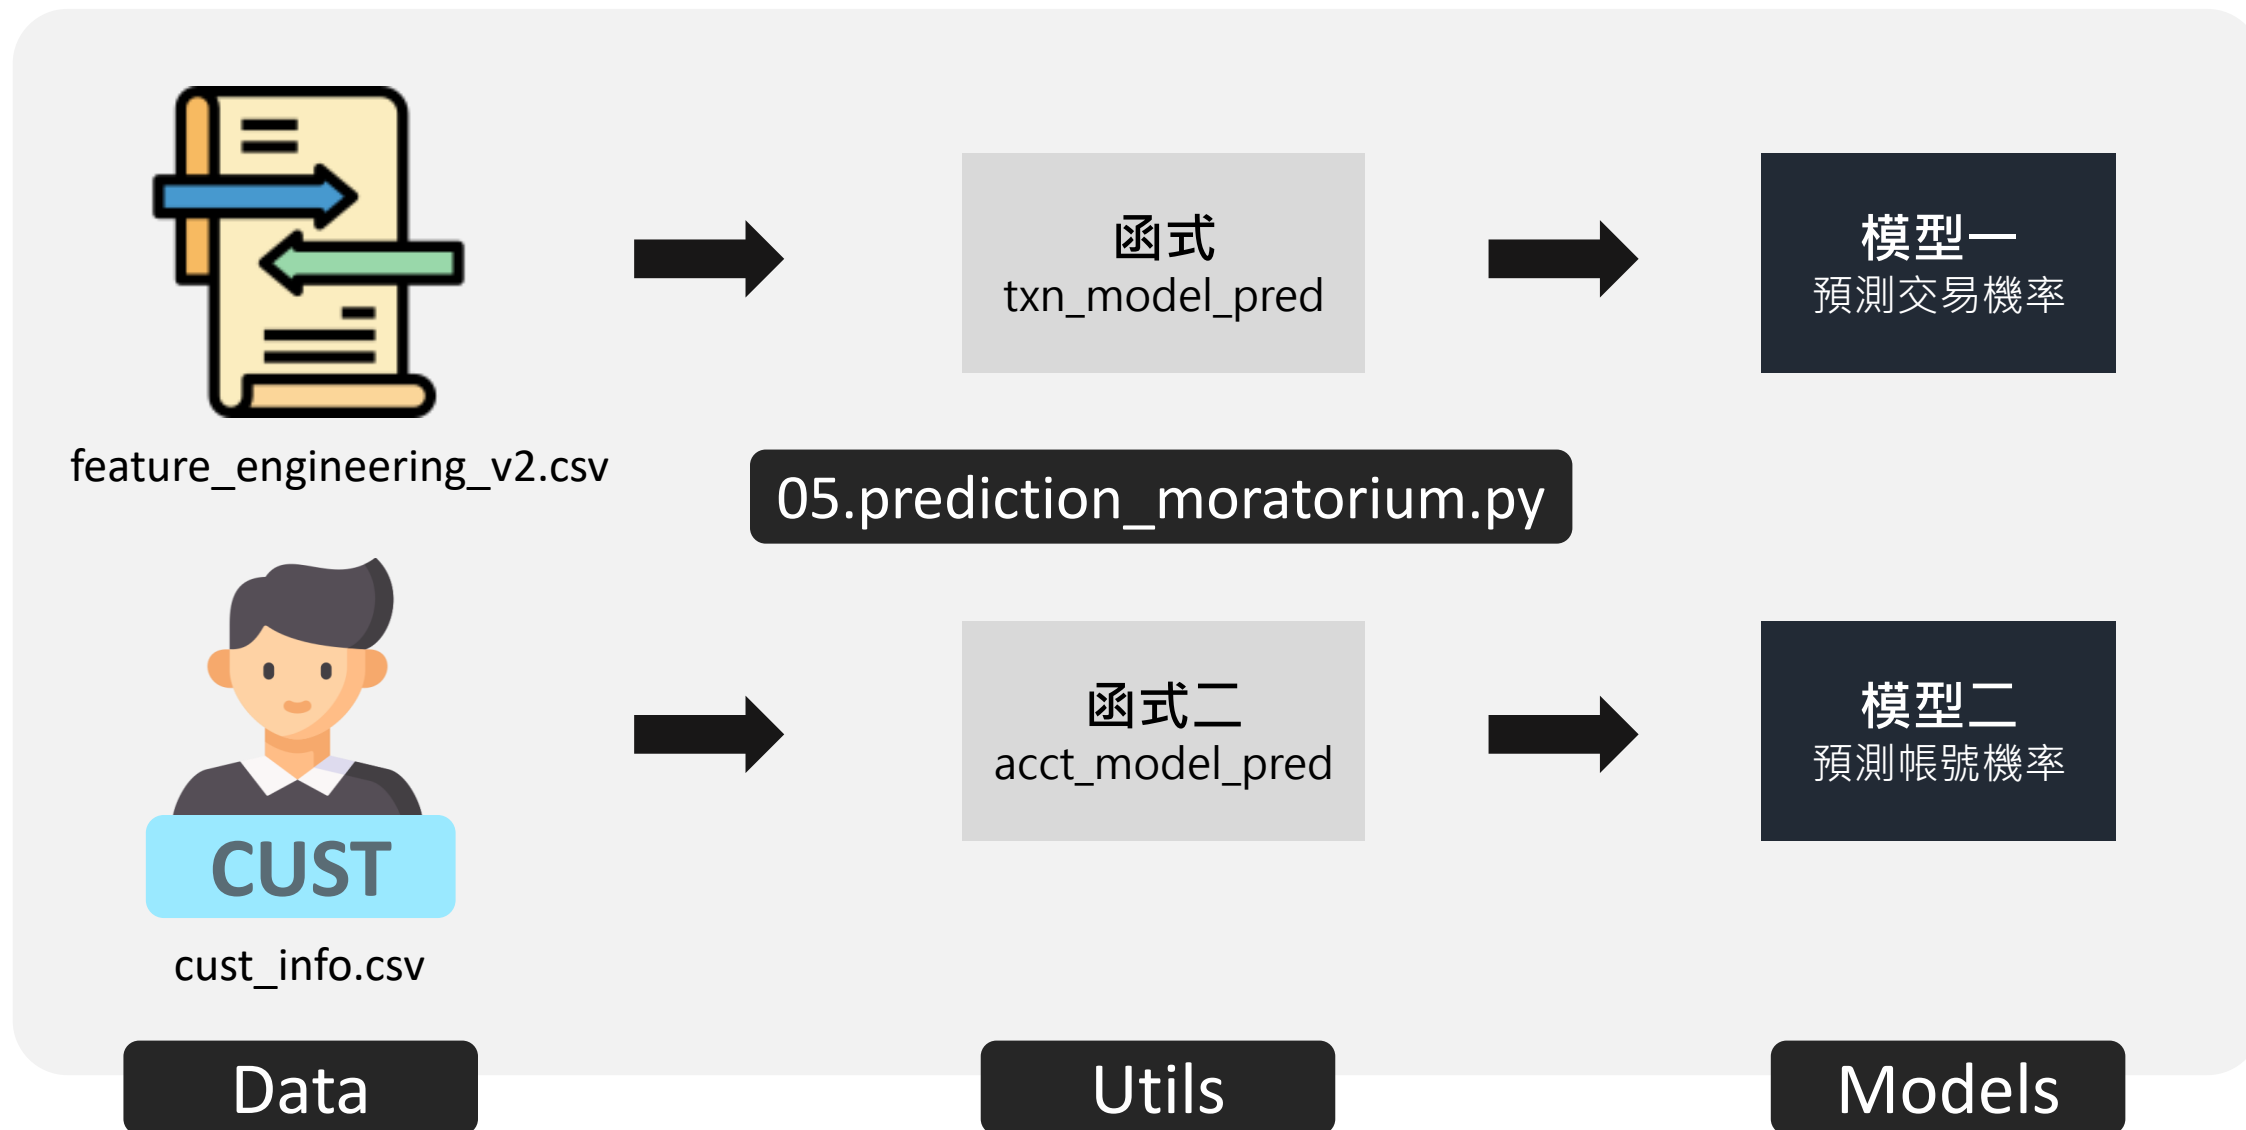 函式
txn_model_pred
模型一
預測交易機率
feature_engineering_v2.csv
05.prediction_moratorium.py
函式二
acct_model_pred
模型二
預測帳號機率
CUST
cust_info.csv
Data
Utils
Models